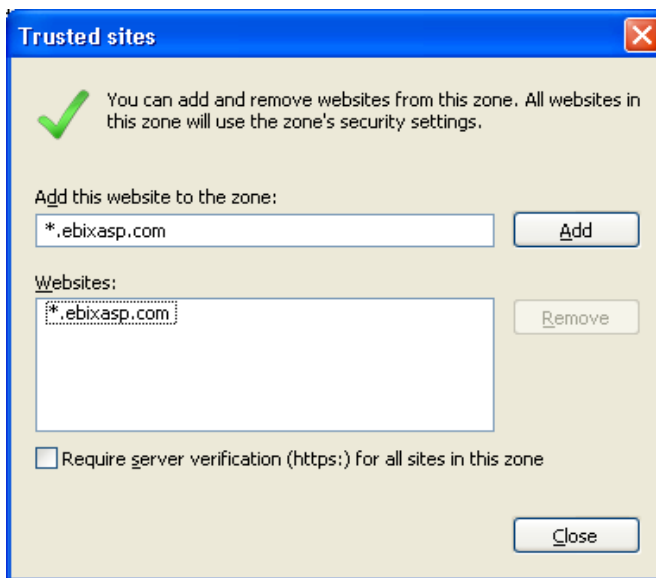 Trusted sites
You can add and remove websites from this zone. All websites in
this zone will use the zone's security settings.
Add this website to the zone:
*.ebixasp.com
Add
Websites:
*.ebixasp.com
Remove
Require server verification (https:) for all sites in this zone
Close